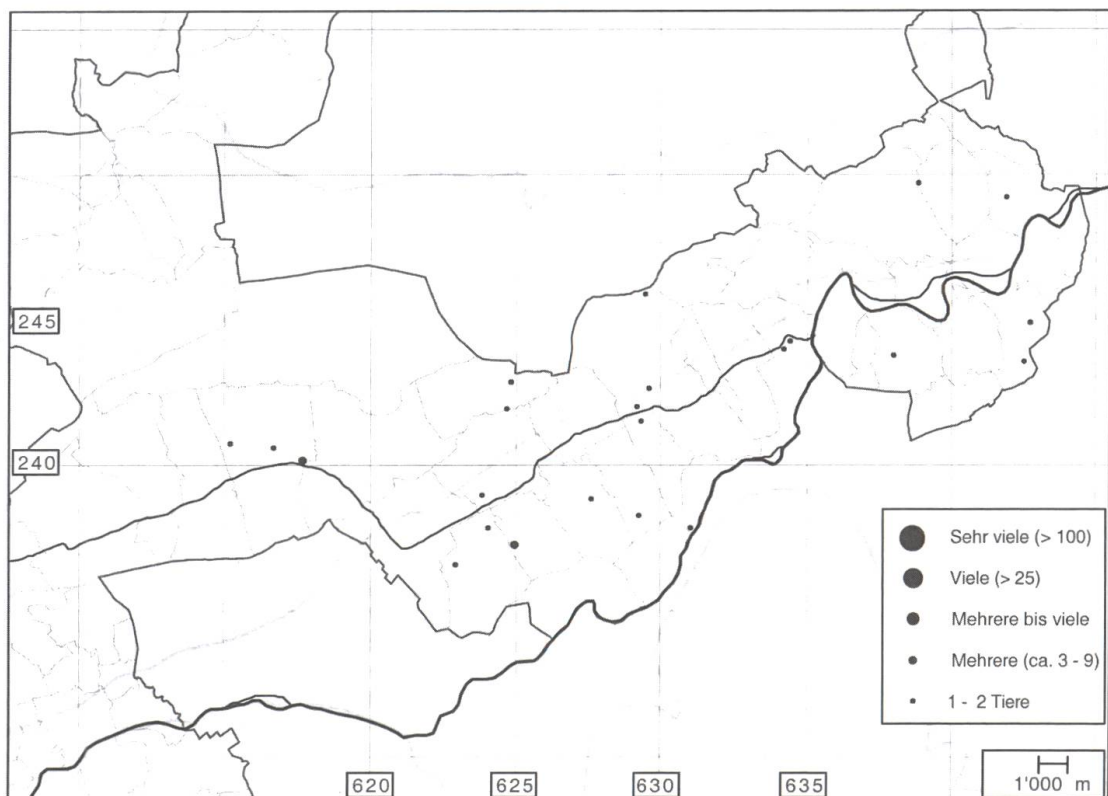 245
240
Sehr viele (> 100)
Viele (> 25)
Mehrere bis viele
Mehrere (ca. 3 - 9)
1 - 2 Tiere
620
625
630
635
1'000 m